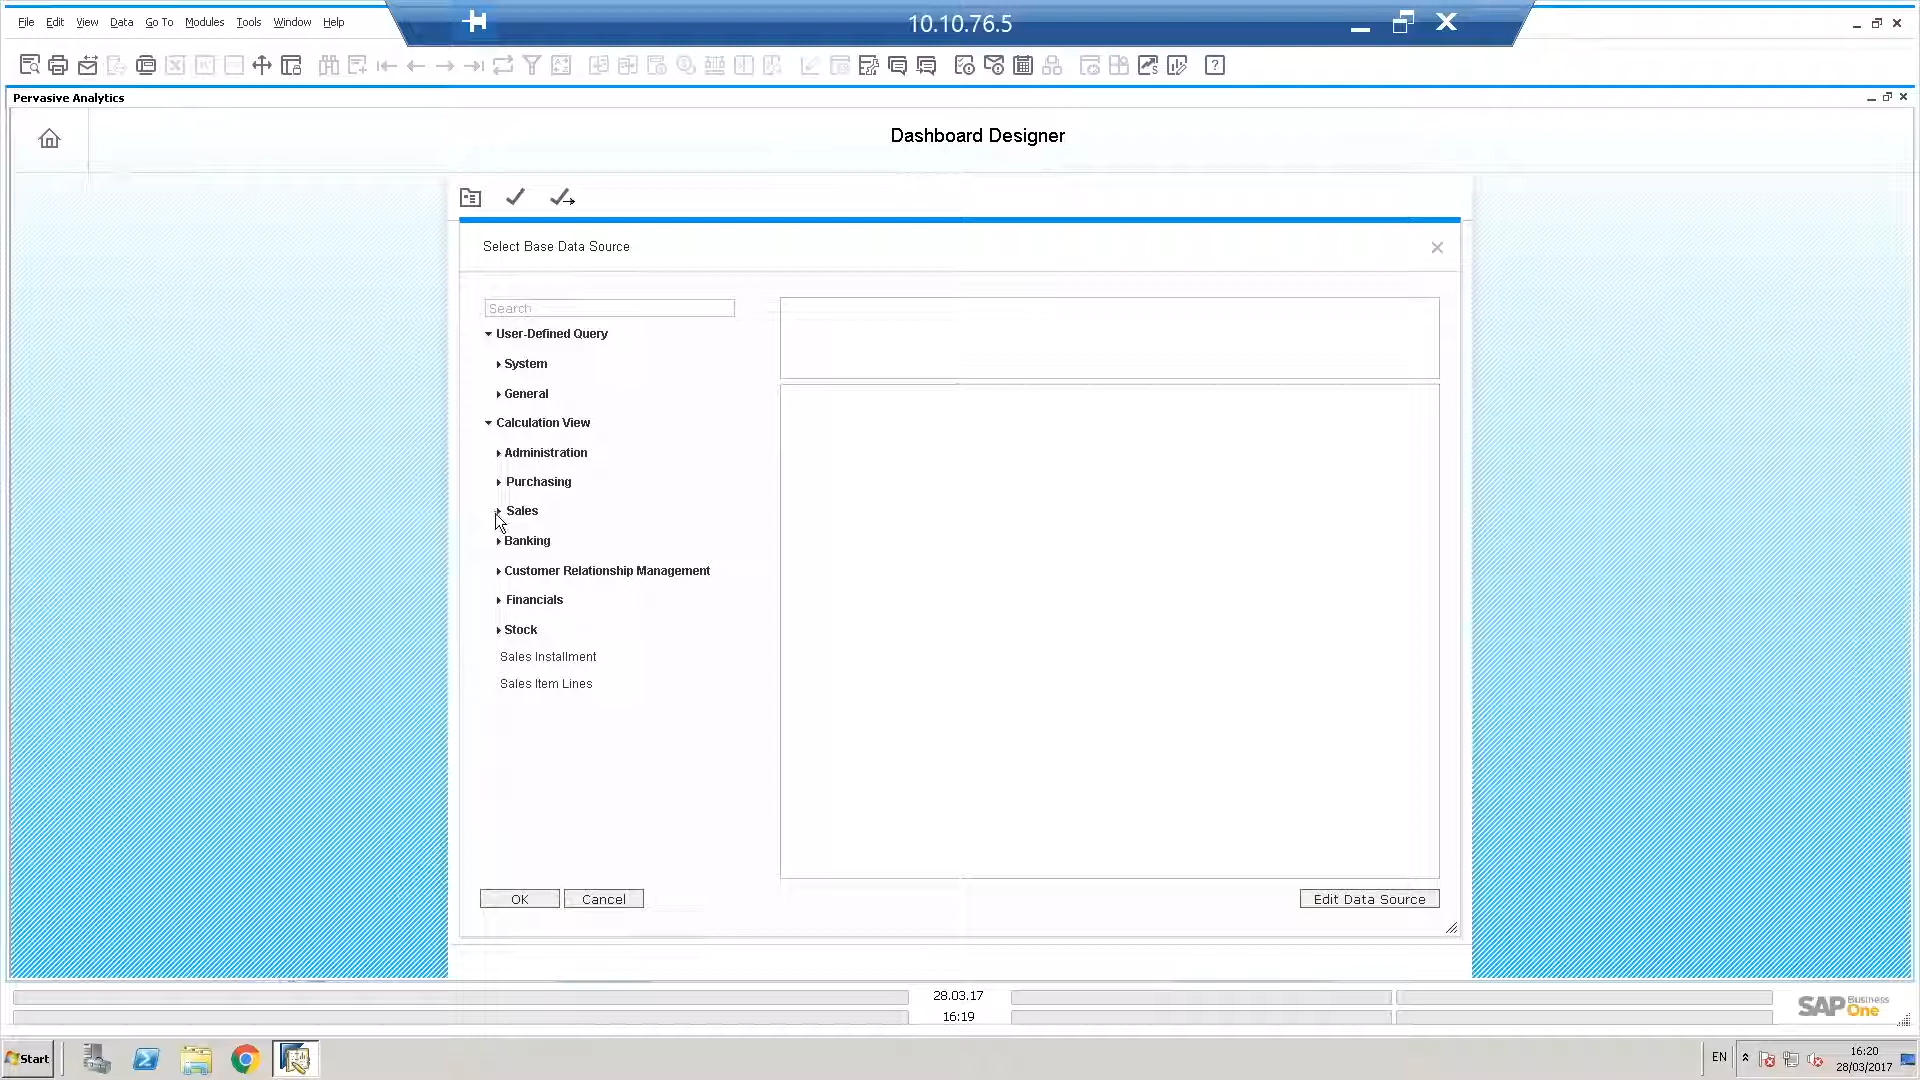 File Edit View Data Go To Modules Tools Window Help
10.10.76.5
Pervasive Analytics
Dashboard Designer
Select Base Data Source
Search
User-Defined Query
System
General
Calculation View
Administration
Purchasing
Sales
Banking
Customer Relationship Management
Financials
Stock
Sales Installment
Sales Item Lines
OK Cancel Edit Data Source
28.03.17
16:19
SAP Business One
Start EN 16:20
28/03/2017